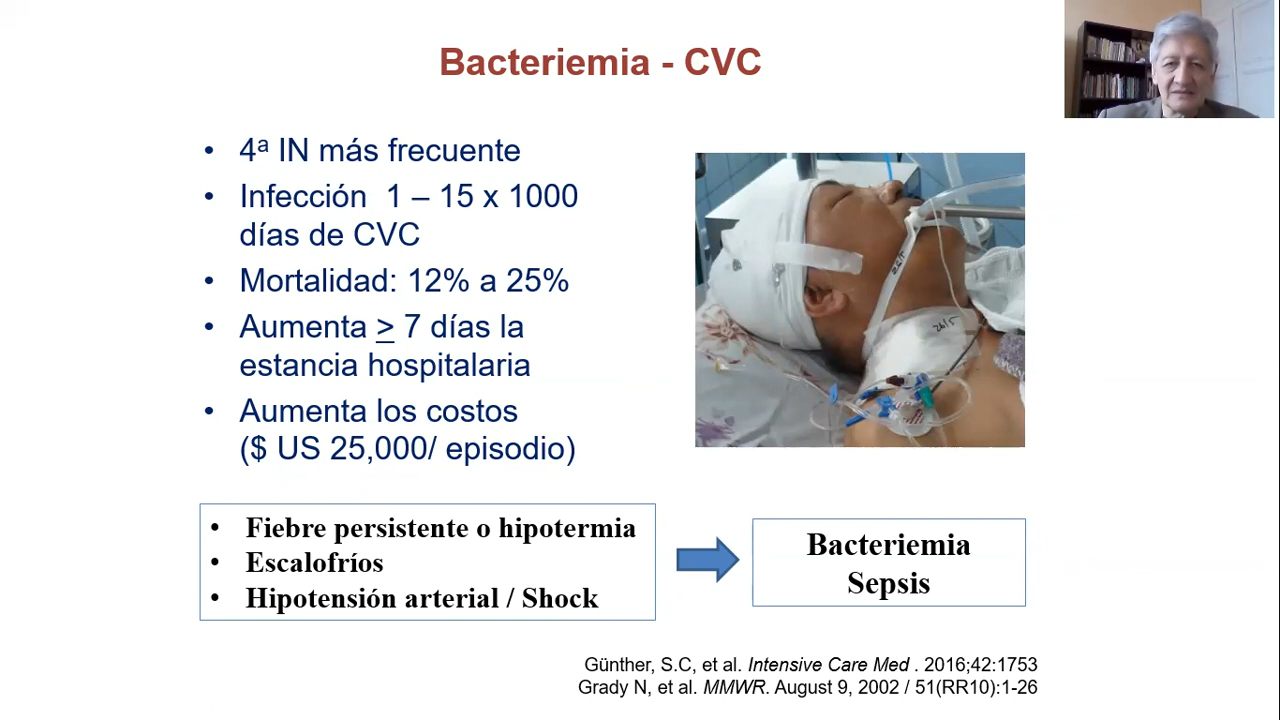 Bacteriemia - CVC
• 4ª IN más frecuente
• Infección 1 – 15 x 1000
días de CVC
• Mortalidad: 12% a 25%
• Aumenta > 7 días la
estancia hospitalaria
• Aumenta los costos
($ US 25,000/ episodio)
26/5
• Fiebre persistente o hipotermia
• Escalofríos
• Hipotensión arterial / Shock
Bacteriemia
Sepsis
Günther, S.C, et al. Intensive Care Med . 2016;42:1753
Grady N, et al. MMWR. August 9, 2002 / 51(RR10):1-26